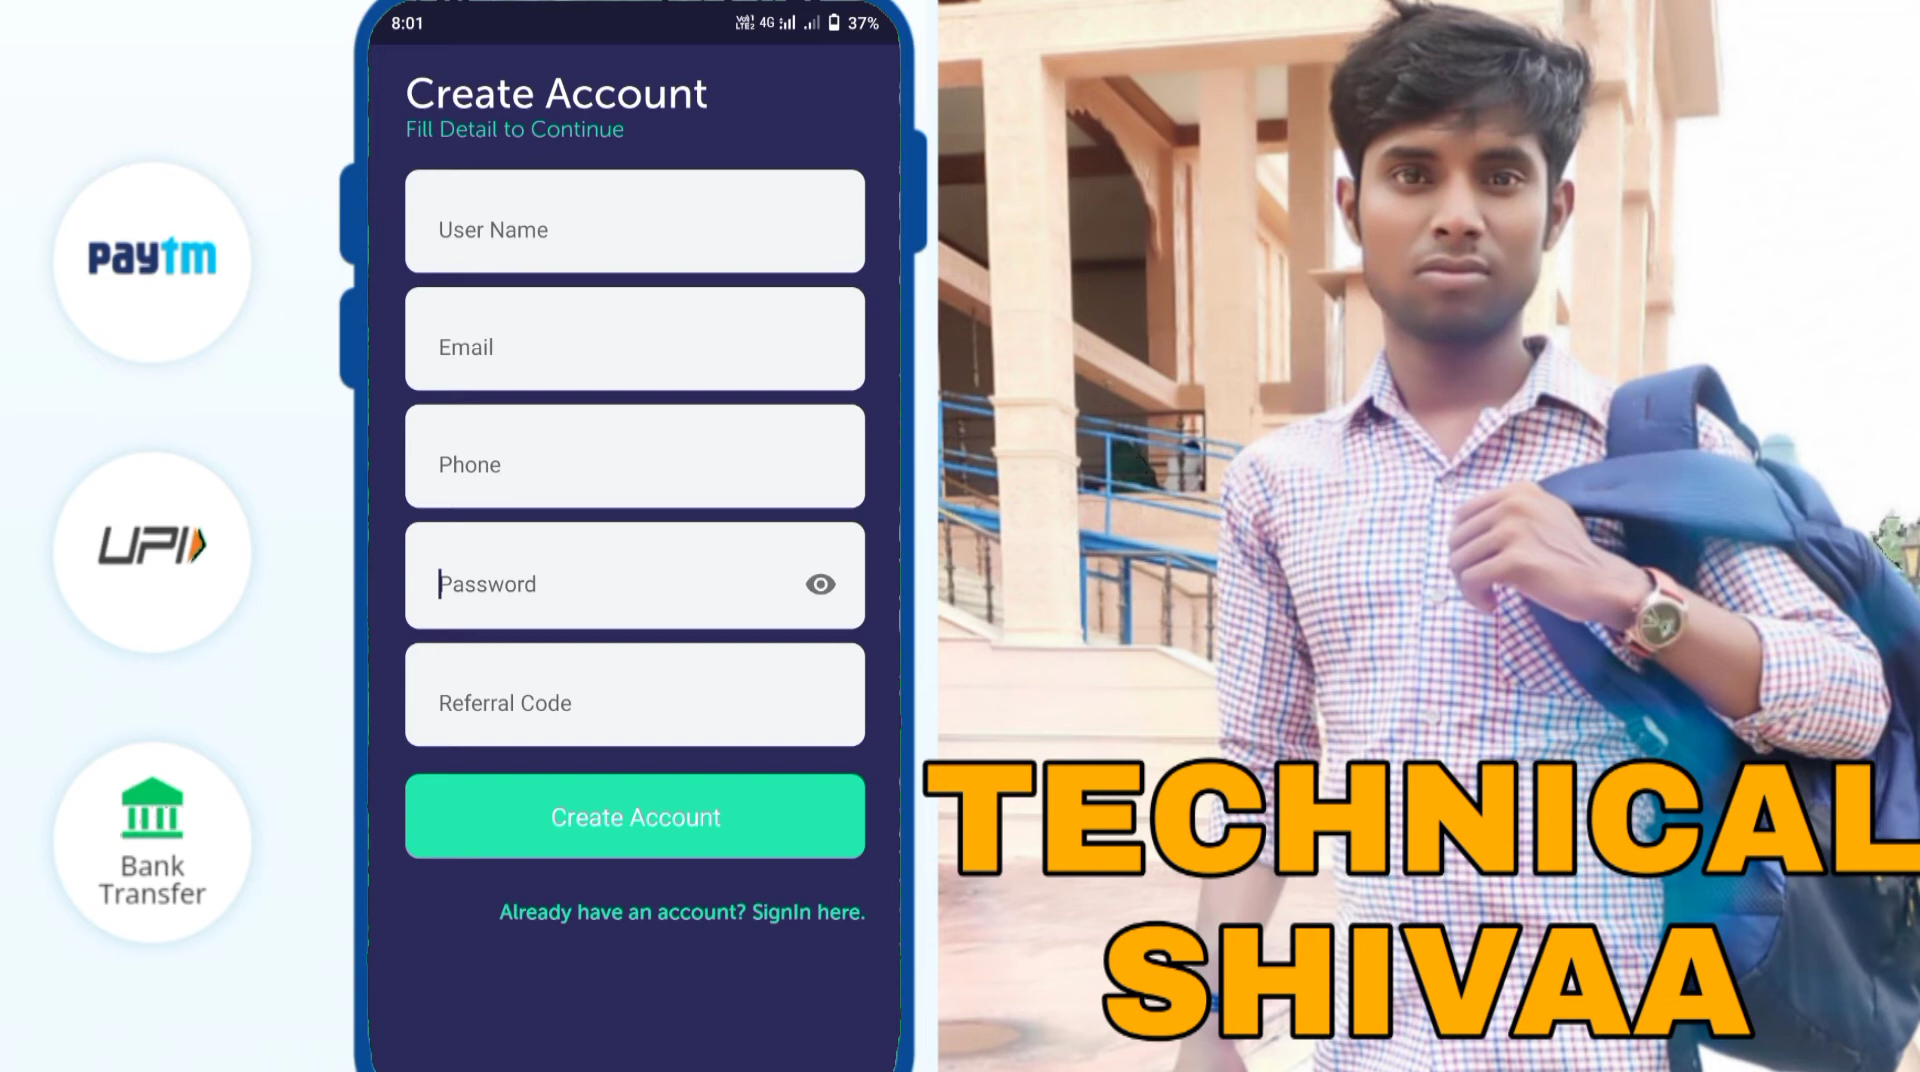 8:01
VoLTE2 4G 37%
Create Account
Fill Detail to Continue
User Name
Email
Phone
Password
Referral Code
Create Account
Already have an account? SignIn here.
paytm
UPI
Bank
Transfer
TECHNICAL
SHIVAA